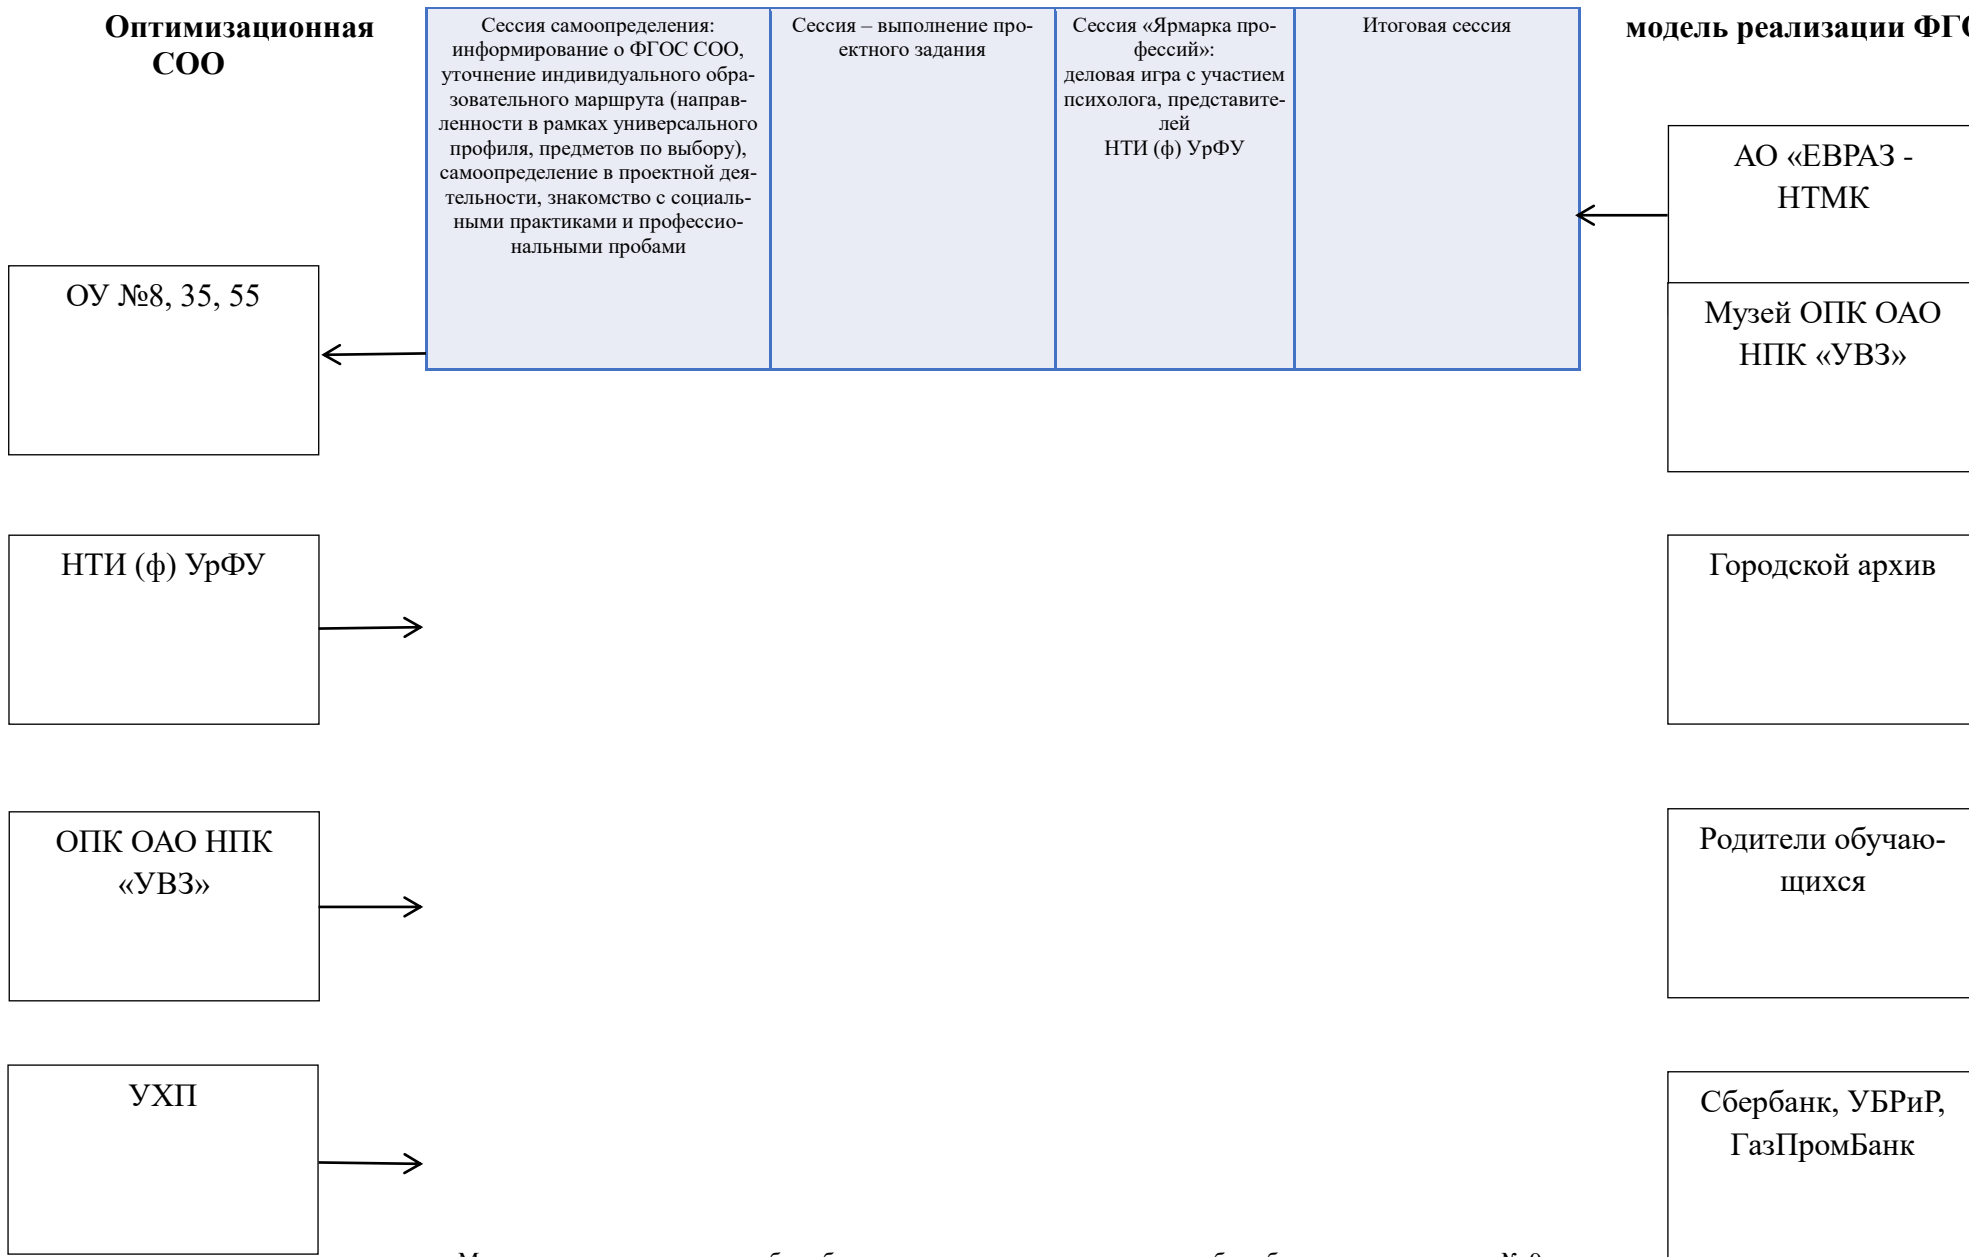 Оптимизационная
СОО
модель реализации ФГО
Сессия самоопределения:
информирование о ФГОС СОО,
уточнение индивидуального обра-
зовательного маршрута (направ-
ленности в рамках универсального
профиля, предметов по выбору),
самоопределение в проектной дея-
тельности, знакомство с социаль-
ными практиками и профессио-
нальными пробами
Сессия – выполнение про-
ектного задания
Сессия «Ярмарка про-
фессий»:
деловая игра с участием
психолога, представите-
лей
НТИ (ф) УрФУ
Итоговая сессия
АО «ЕВРАЗ -
НТМК
ОУ №8, 35, 55
Музей ОПК ОАО
НПК «УВЗ»
НТИ (ф) УрФУ
Городской архив
ОПК ОАО НПК
«УВЗ»
Родители обучаю-
щихся
УХП
Сбербанк, УБРиР,
ГазПромБанк